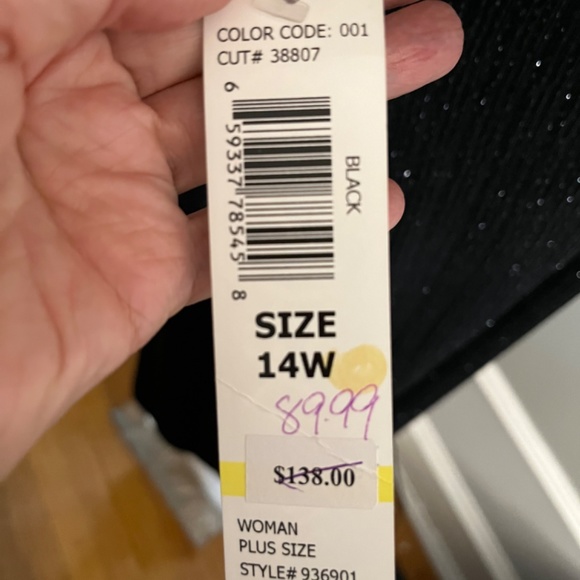 COLOR CODE: 001
CUT# 38807
6 59337 78545 8
BLACK
SIZE
14W
89.99
$138.00
WOMAN
PLUS SIZE
STYLE# 936901